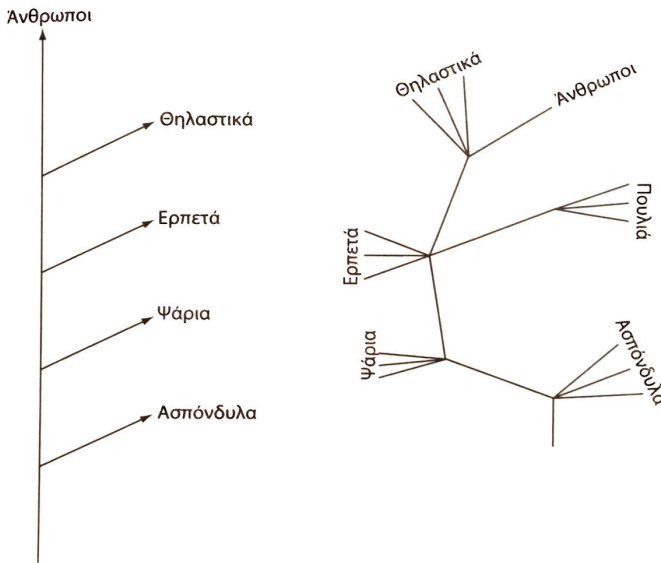 Άνθρωποι
Θηλαστικά
Ερπετά
Ψάρια
Ασπόνδυλα
Θηλαστικά
Άνθρωποι
Πουλιά
Ερπετά
Ψάρια
Ασπόνδυλα